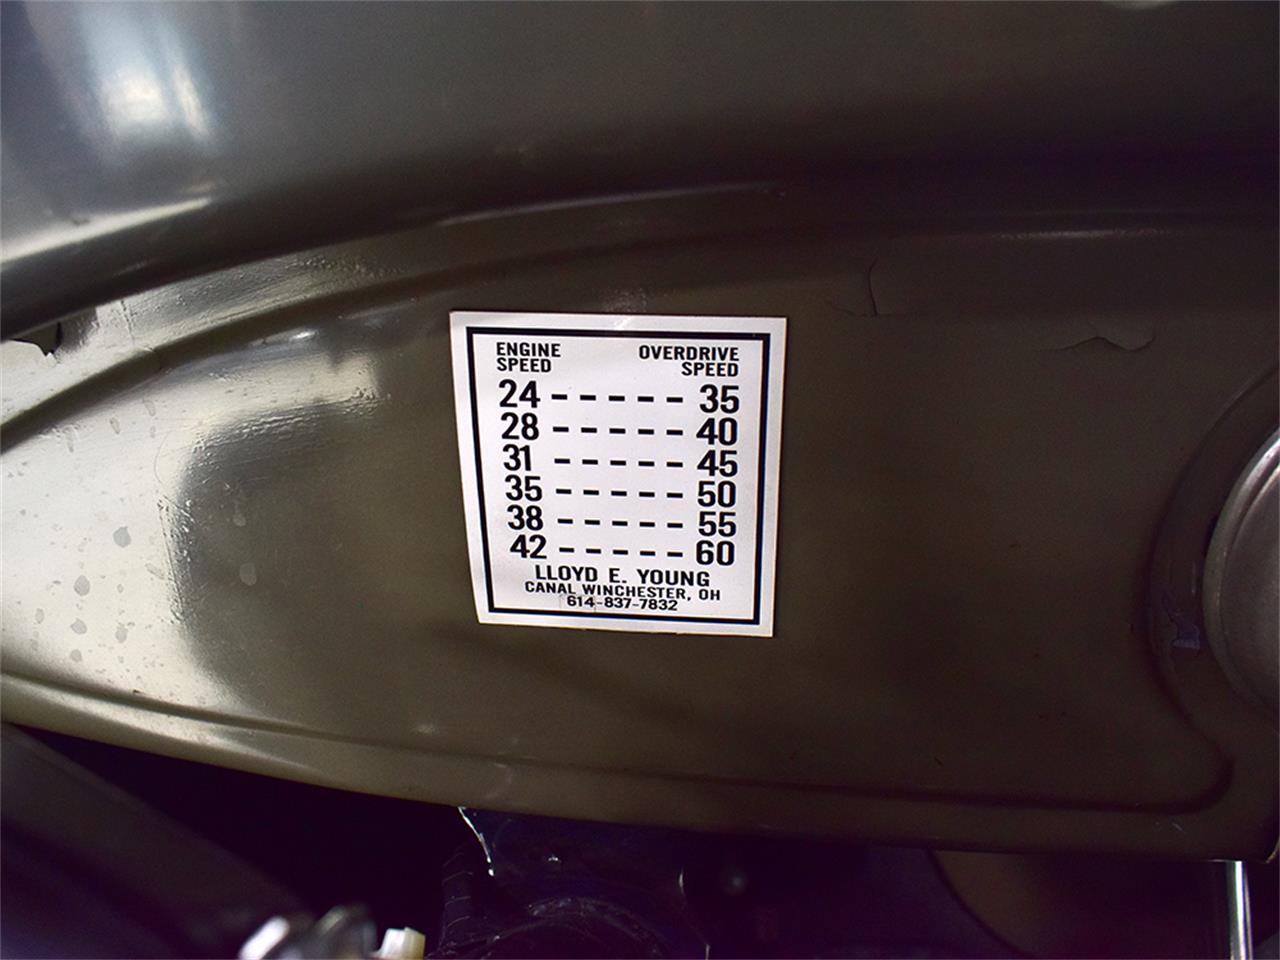 ENGINE SPEED OVERDRIVE SPEED
24 - - - - - 35
28 - - - - - 40
31 - - - - - 45
35 - - - - - 50
38 - - - - - 55
42 - - - - - 60
LLOYD E. YOUNG
CANAL WINCHESTER, OH
614-837-7832